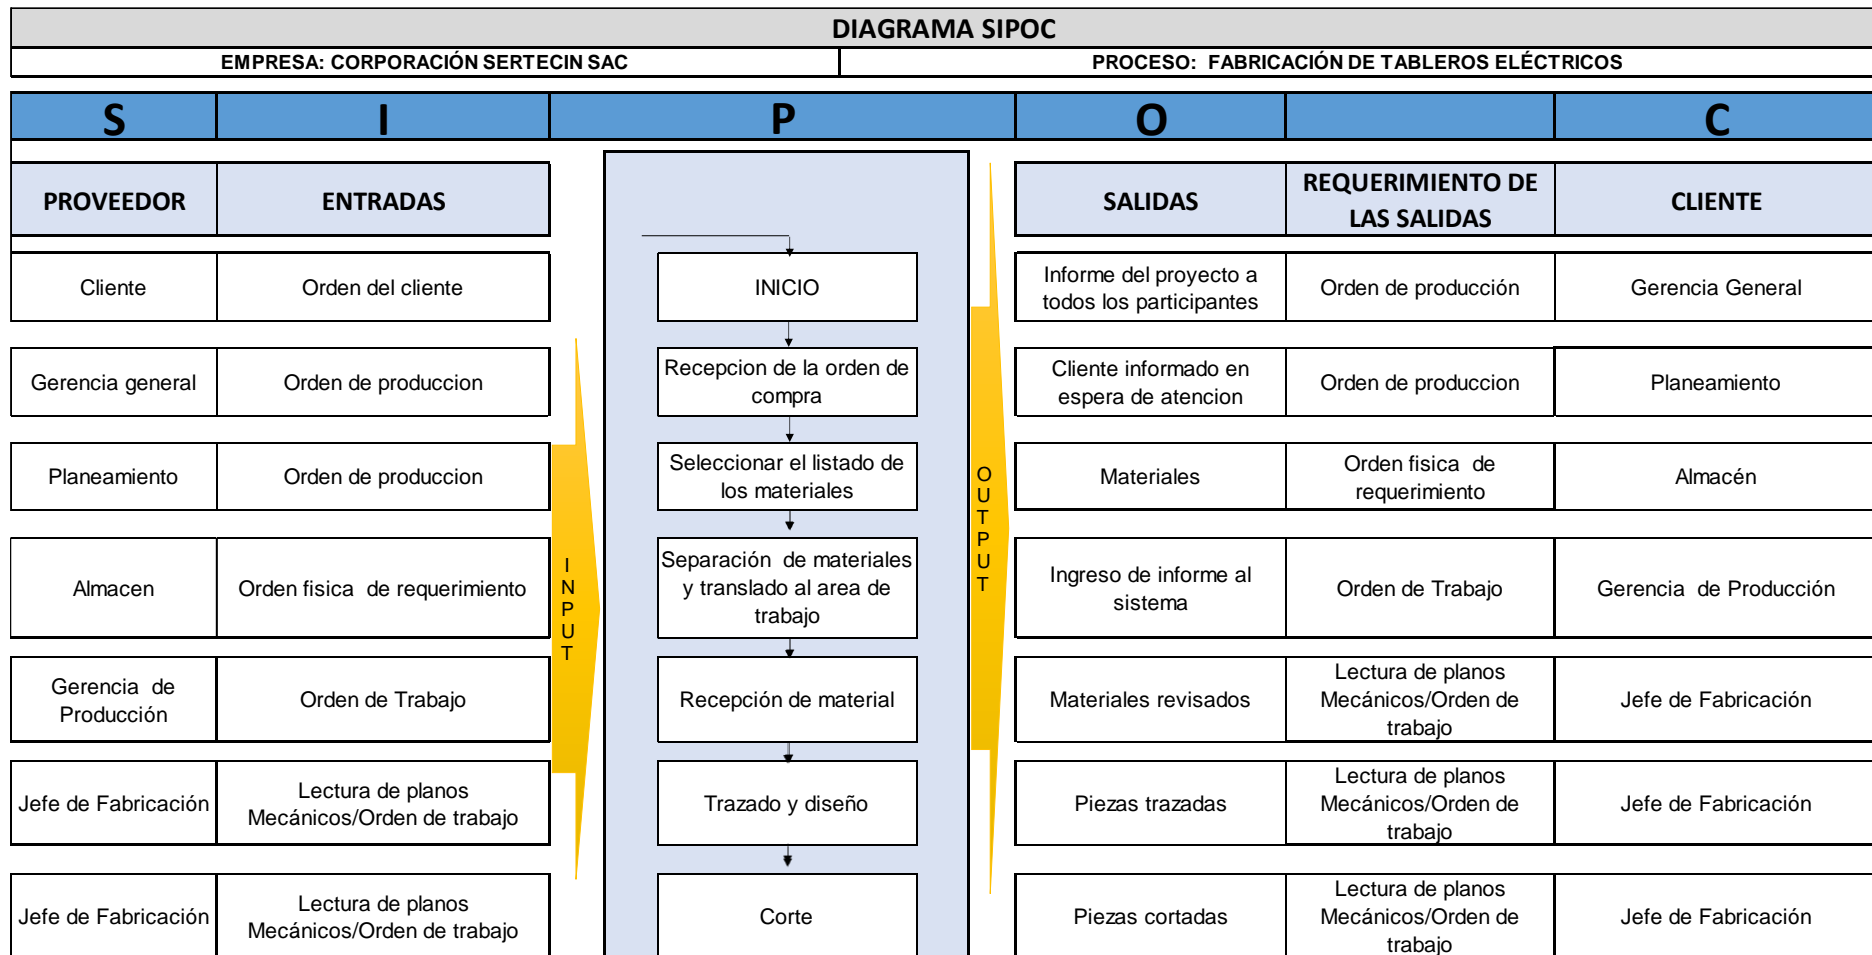 DIAGRAMA SIPOC
EMPRESA: CORPORACIÓN SERTECIN SAC
PROCESO: FABRICACIÓN DE TABLEROS ELÉCTRICOS
S
I
P
O
C
PROVEEDOR
ENTRADAS
SALIDAS
REQUERIMIENTO DE
LAS SALIDAS
CLIENTE
Cliente
Orden del cliente
INICIO
Informe del proyecto a
todos los participantes
Orden de producción
Gerencia General
Gerencia general
Orden de produccion
Recepcion de la orden de
compra
Cliente informado en
espera de atencion
Orden de produccion
Planeamiento
Planeamiento
Orden de produccion
Seleccionar el listado de
los materiales
Materiales
Orden fisica de
requerimiento
Almacén
Almacen
Orden fisica de requerimiento
INPUT
Separación de materiales
y translado al area de
trabajo
OUTPUT
Ingreso de informe al
sistema
Orden de Trabajo
Gerencia de Producción
Gerencia de
Producción
Orden de Trabajo
Recepción de material
Materiales revisados
Lectura de planos
Mecánicos/Orden de
trabajo
Jefe de Fabricación
Jefe de Fabricación
Lectura de planos
Mecánicos/Orden de trabajo
Trazado y diseño
Piezas trazadas
Lectura de planos
Mecánicos/Orden de
trabajo
Jefe de Fabricación
Jefe de Fabricación
Lectura de planos
Mecánicos/Orden de trabajo
Corte
Piezas cortadas
Lectura de planos
Mecánicos/Orden de
trabajo
Jefe de Fabricación